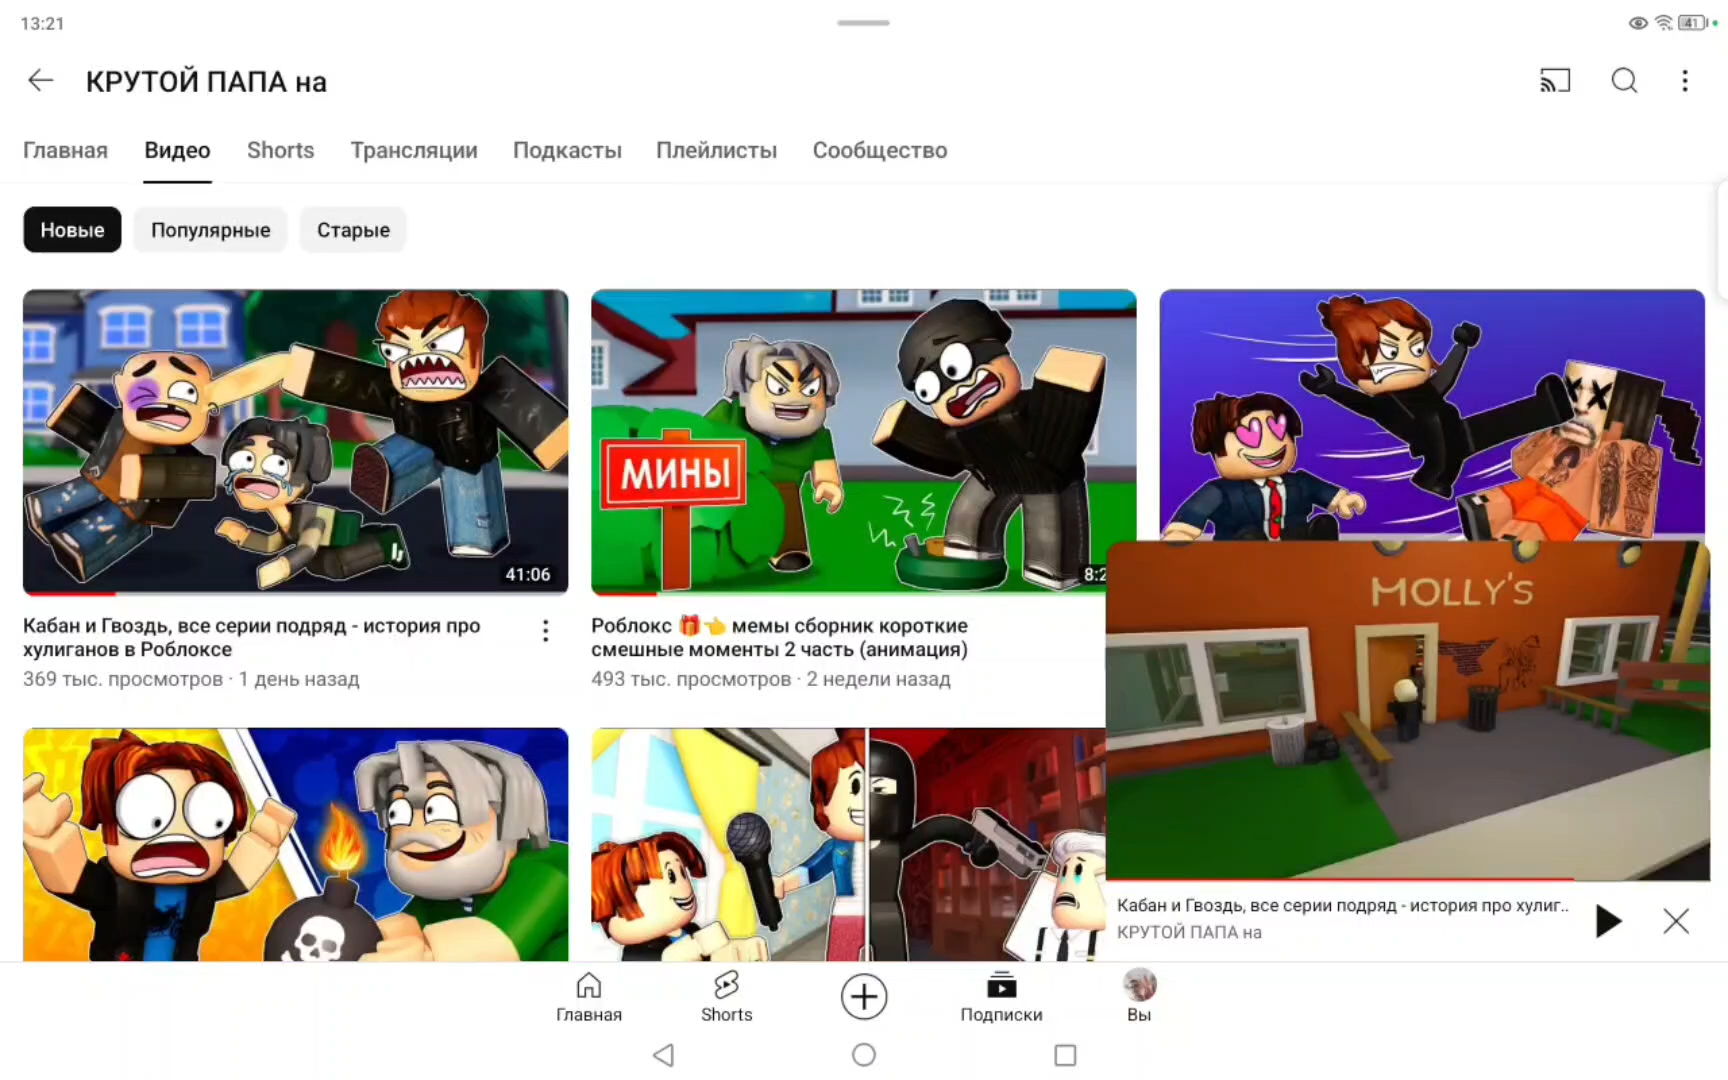 13:21
41
КРУТОЙ ПАПА на
Главная Видео Shorts Трансляции Подкасты Плейлисты Сообщество
Новые Популярные Старые
МИНЫ
41:06
8:2
MOLLY'S
Кабан и Гвоздь, все серии подряд - история про
хулиганов в Роблоксе
369 тыс. просмотров · 1 день назад
Роблокс 🎁👈 мемы сборник короткие
смешные моменты 2 часть (анимация)
493 тыс. просмотров · 2 недели назад
Кабан и Гвоздь, все серии подряд - история про хулиг..
КРУТОЙ ПАПА на
Главная Shorts Подписки Вы